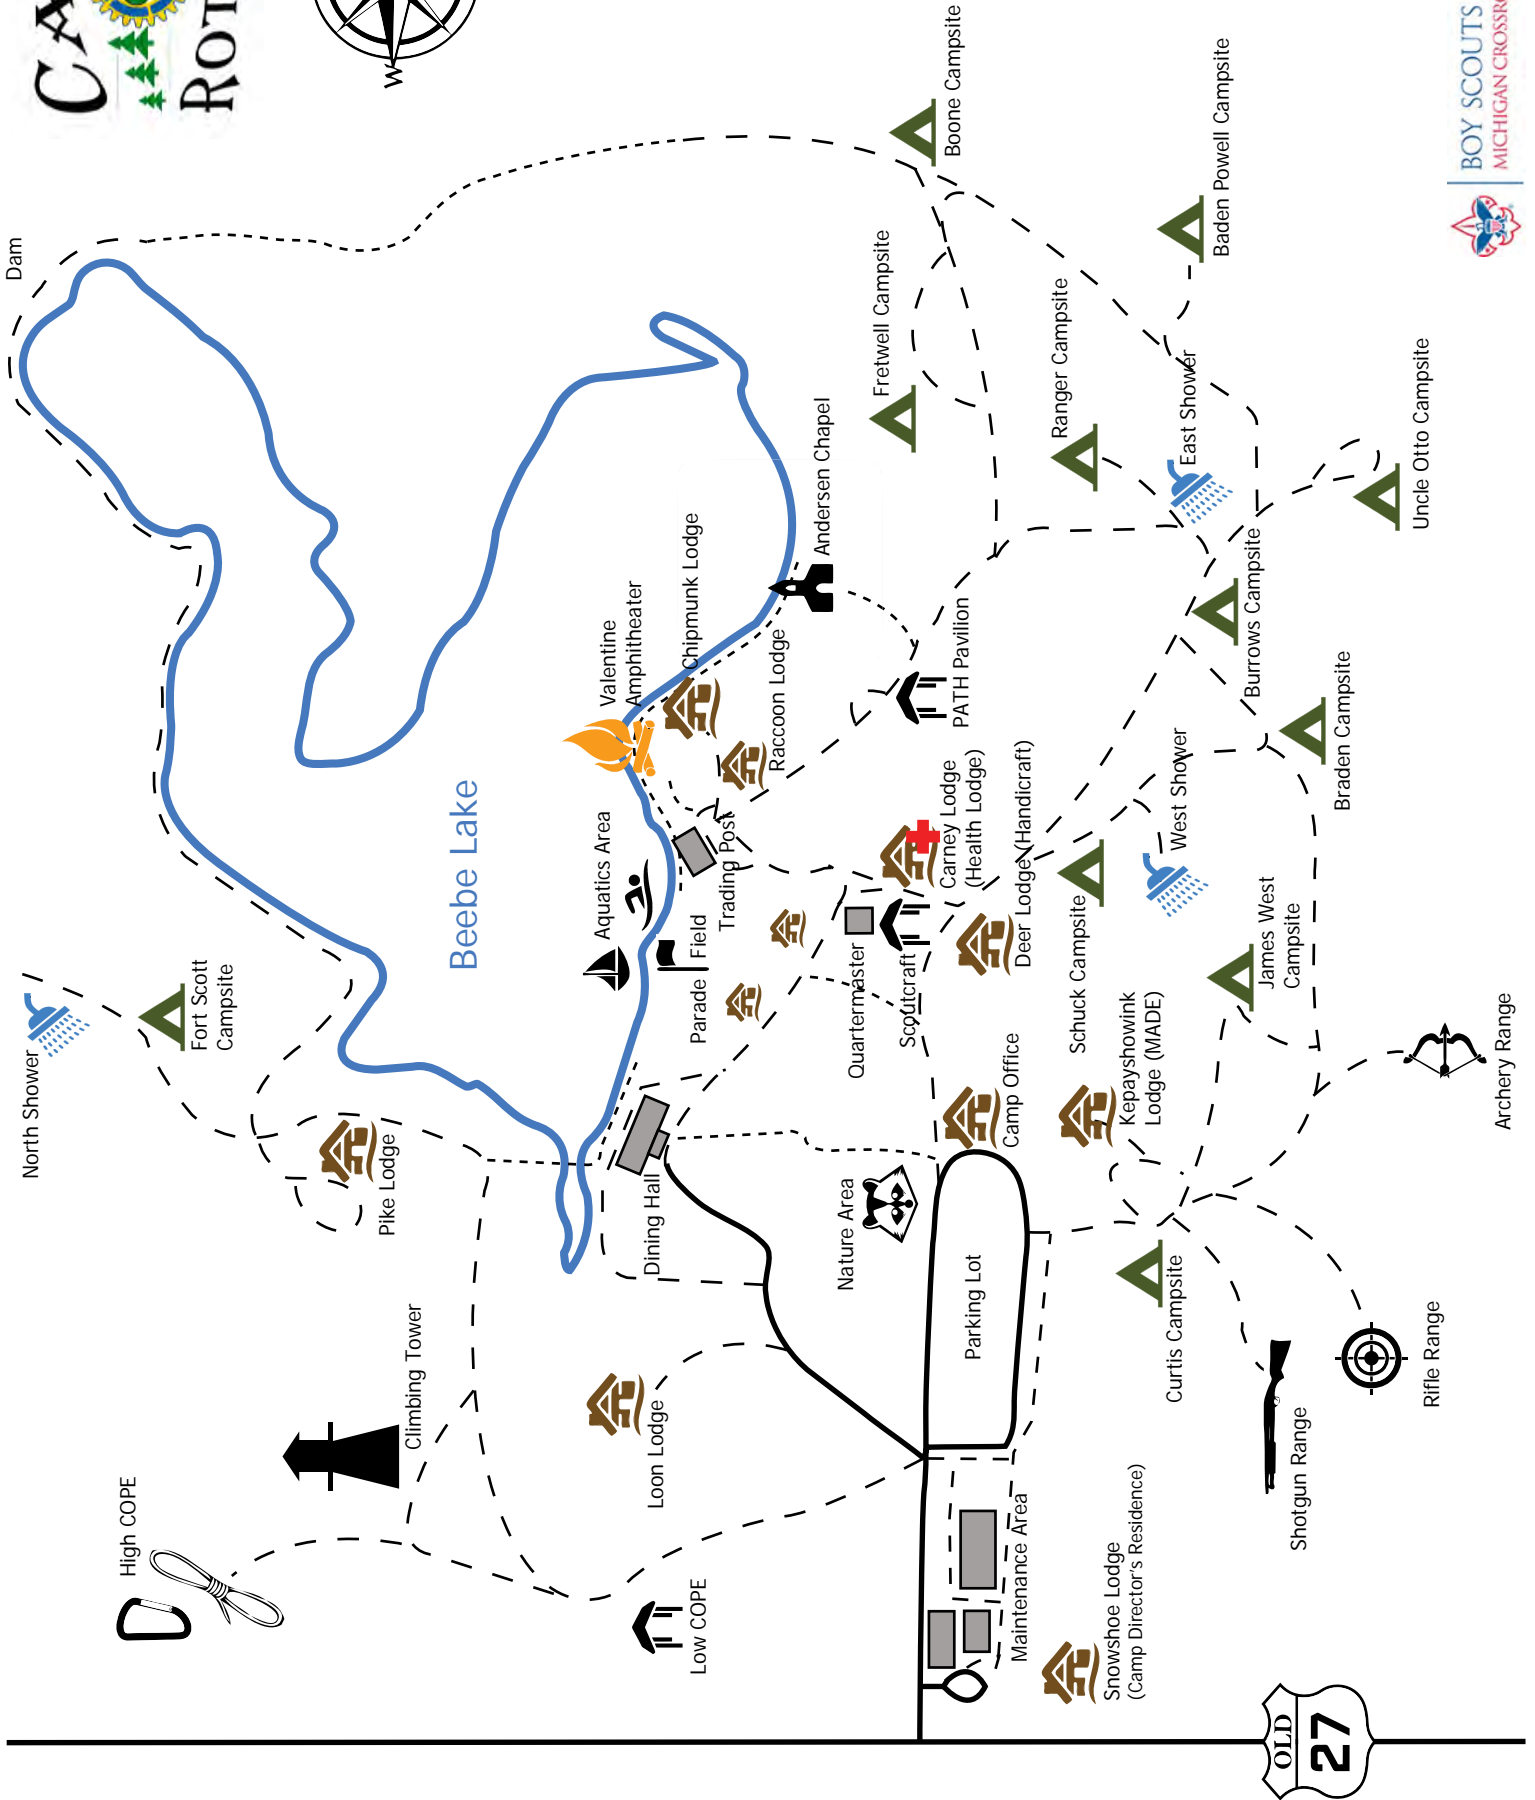 CA
ROT
W
Dam
North Shower
Fort Scott
Campsite
Pike Lodge
High COPE
Climbing Tower
Beebe Lake
Valentine
Amphitheater
Chipmunk Lodge
Raccoon Lodge
Andersen Chapel
Aquatics Area
Trading Post
Parade Field
Dining Hall
Loon Lodge
Low COPE
Boone Campsite
Fretwell Campsite
PATH Pavilion
Carney Lodge
(Health Lodge)
Deer Lodge (Handicraft)
Quartermaster
Scoutcraft
Nature Area
Camp Office
Parking Lot
Maintenance Area
Snowshoe Lodge
(Camp Director's Residence)
Baden Powell Campsite
Ranger Campsite
East Shower
Uncle Otto Campsite
Burrows Campsite
Braden Campsite
West Shower
Schuck Campsite
James West
Campsite
Kepayshowink
Lodge (MADE)
Curtis Campsite
Archery Range
Rifle Range
Shotgun Range
BOY SCOUTS
MICHIGAN CROSSR
OLD
27